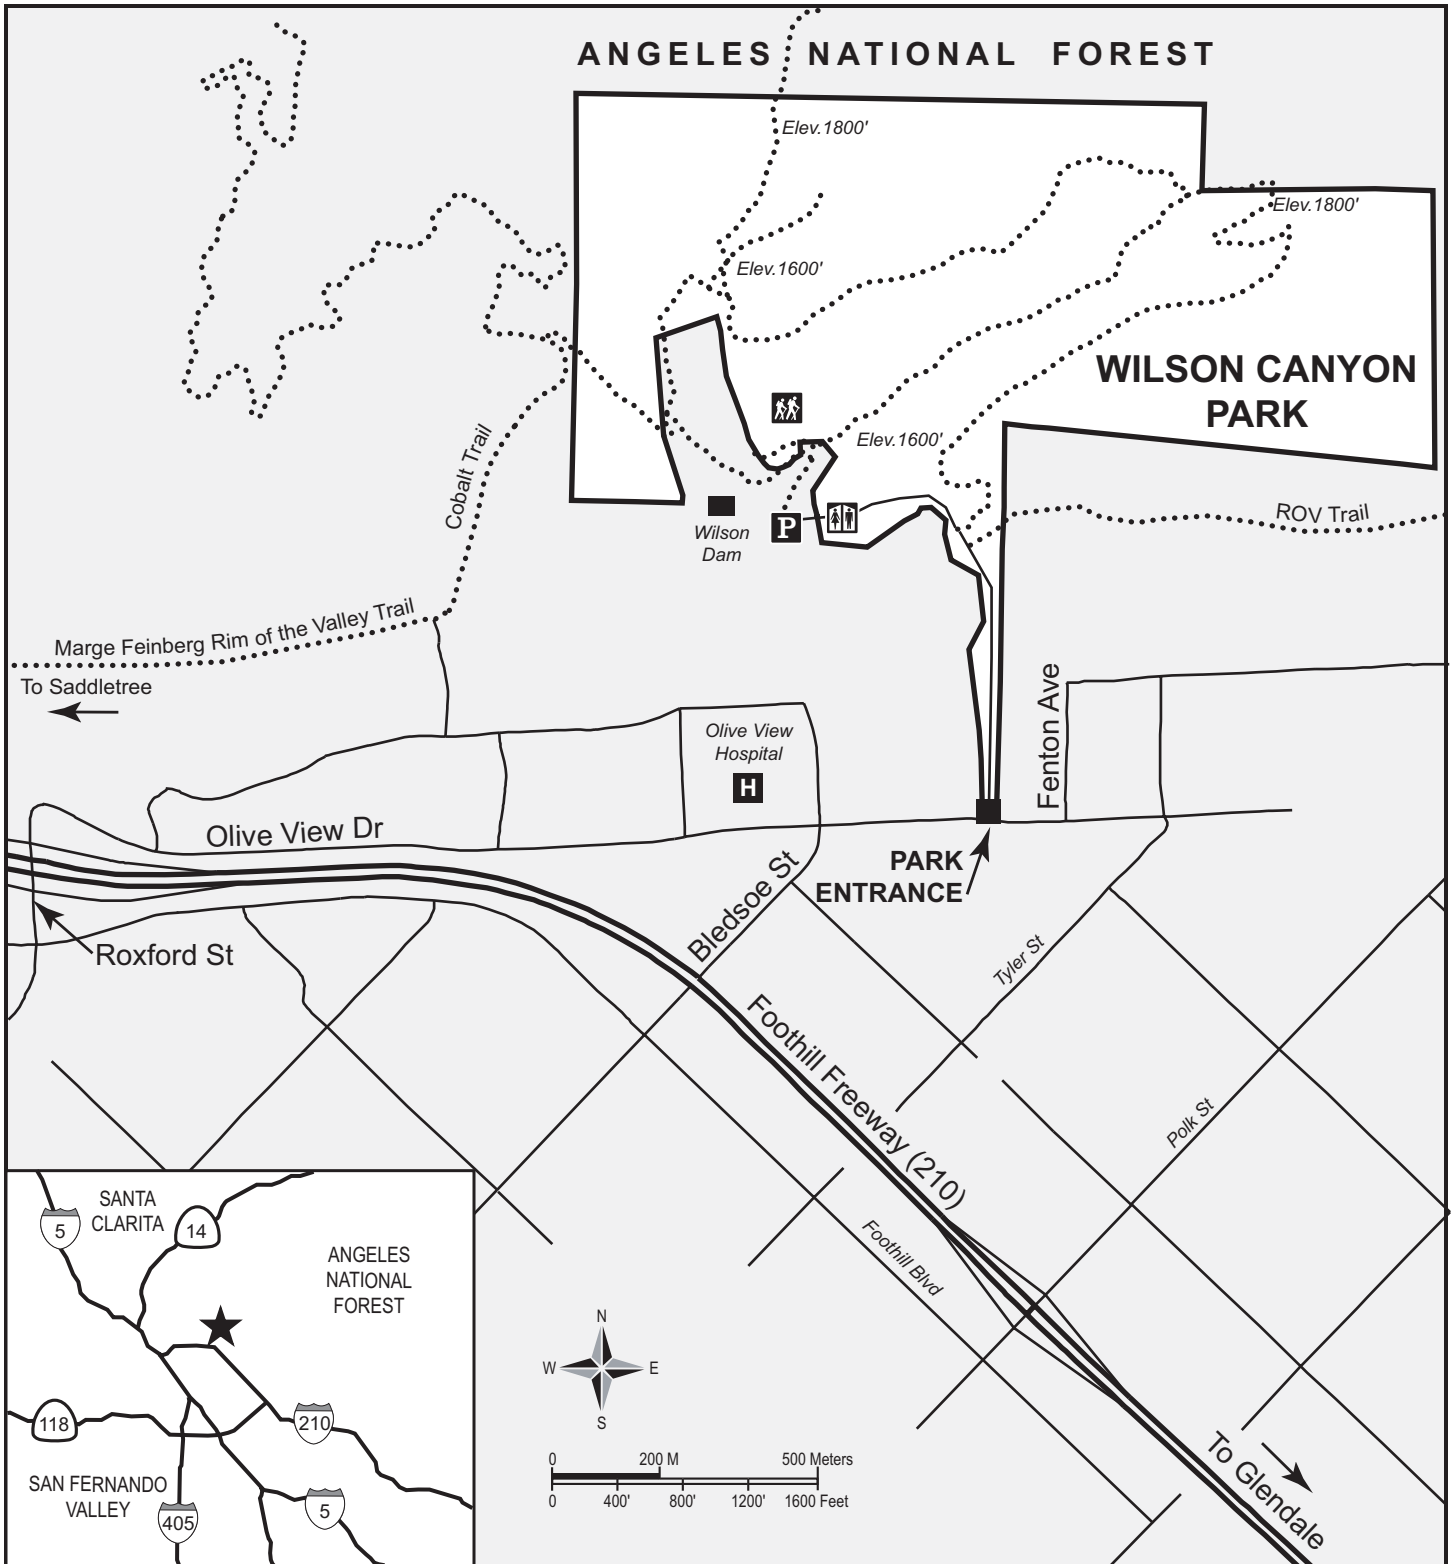 ANGELES NATIONAL FOREST
Elev.1800'
Elev.1800'
Elev.1600'
WILSON CANYON
PARK
Elev.1600'
Cobalt Trail
ROV Trail
P
Wilson
Dam
Marge Feinberg Rim of the Valley Trail
To Saddletree
Fenton Ave
Olive View
Hospital
H
Olive View Dr
PARK
ENTRANCE
Bledsoe St
Roxford St
Tyler St
Foothill Freeway (210)
Polk St
Foothill Blvd
To Glendale
SANTA
CLARITA
5
14
ANGELES
NATIONAL
FOREST
118
210
SAN FERNANDO
VALLEY
405
5
N
W E
S
0 200 M 500 Meters
0 400' 800' 1200' 1600 Feet